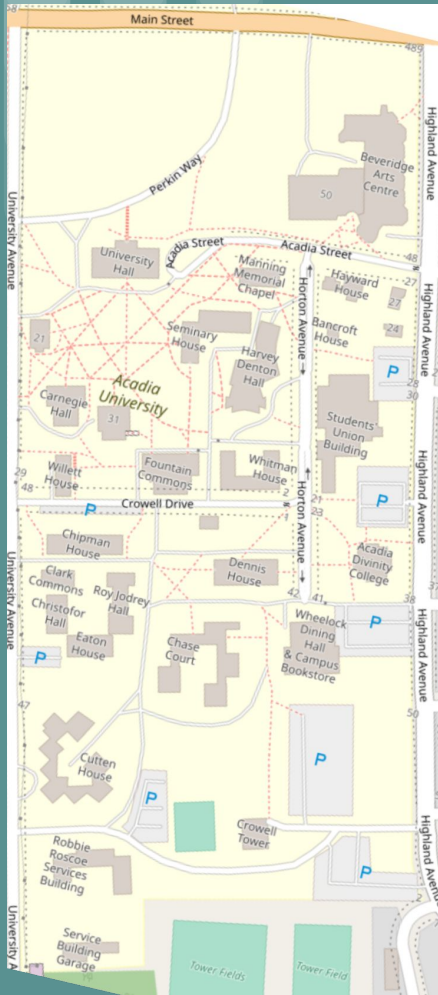 Main Street
489
Highland Avenue
Beveridge
Arts
Centre
50
Perkin Way
University Avenue
Acadia Street
Acadia Street
University
Hall
48
Manning
Memorial
Chapel
Hayward
House
27
27
Horton Avenue
Highland Avenue
Bancroft
House
24
21
Seminary
House
Harvey
Denton
Hall
P
28
30
Acadia
University
Carnegie
Hall
31
Students'
Union
Building
Highland Avenue
Willett
House
Fountain
Commons
Whitman
House
29
48
P
Crowell Drive
2
1
21
23
P
Chipman
House
Horton Avenue
Acadia
Divinity
College
University Avenue
Clark
Commons
Roy Jodrey
Hall
Dennis
House
42
41
38
Christofor
Hall
Eaton
House
Chase
Court
Wheelock
Dining
Hall
& Campus
Bookstore
P
Highland Avenue
P
47
50
Cutten
House
P
P
Crowell
Tower
Highland Avenue
Robbie
Roscoe
Services
Building
P
2
University A
Service
Building
Garage
Tower Fields
Tower Field